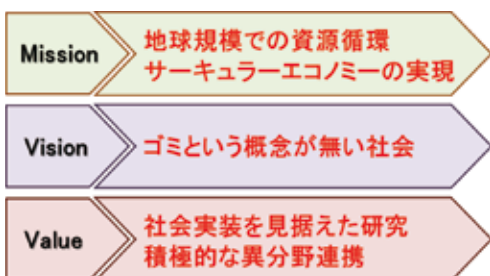 Mission
地球規模での資源循環
サーキュラーエコノミーの実現
Vision
ゴミという概念が無い社会
Value
社会実装を見据えた研究
積極的な異分野連携